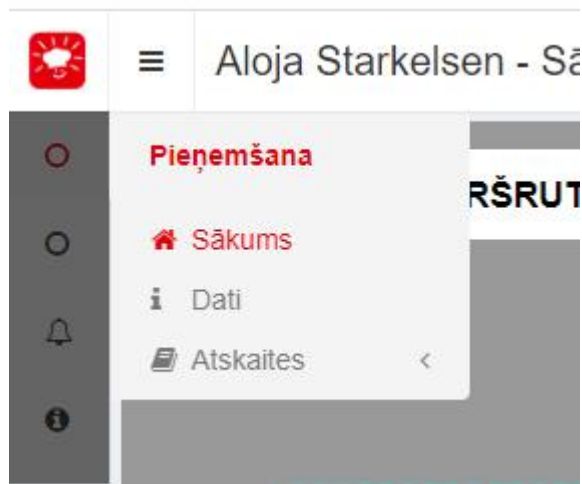 Aloja Starkelsen - Sā
Pieņemšana
RŠRUT
Sākums
Dati
Atskaites